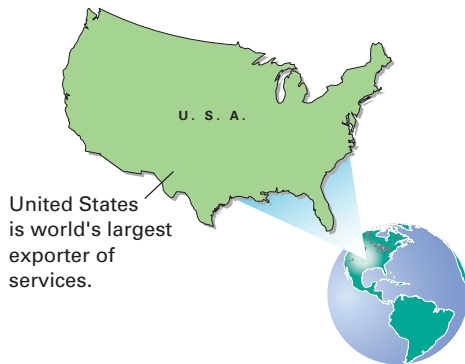 U. S. A.
United States
is world's largest
exporter of
services.